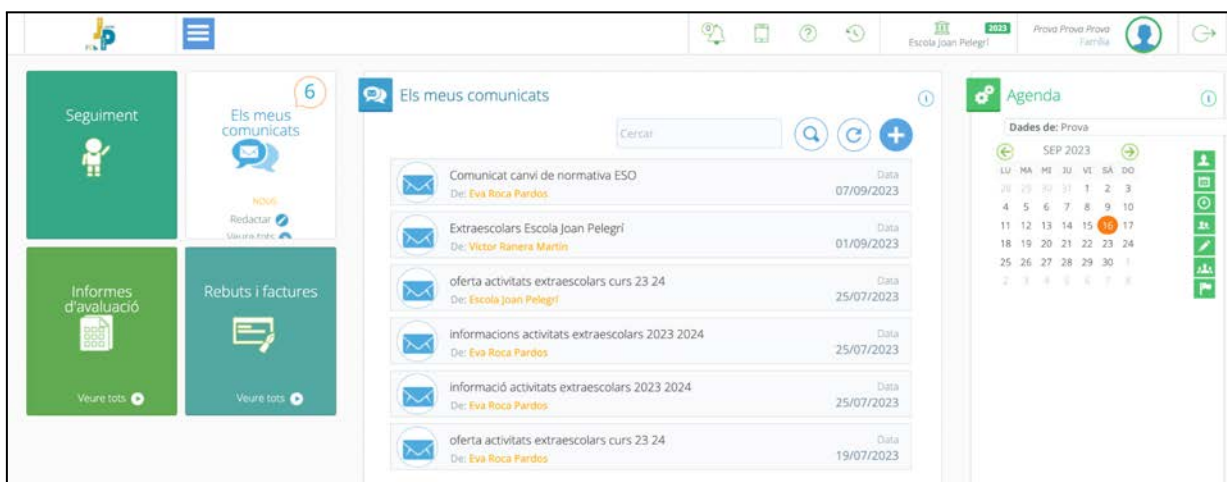 JP
0
2023
Escola Joan Pelegrí
Prova Prova Prova
Família
Seguiment
6
Els meus
comunicats
NOUS
Redactar
Veure tots
Informes
d'avaluació
Veure tots
Rebuts i factures
Veure tots
Els meus comunicats
Cercar
Comunicat canvi de normativa ESO
De: Eva Roca Pardos
Data
07/09/2023
Extraescolars Escola Joan Pelegrí
De: Victor Ranera Martin
Data
01/09/2023
oferta activitats extraescolars curs 23 24
De: Escola Joan Pelegrí
Data
25/07/2023
informacions activitats extraescolars 2023 2024
De: Eva Roca Pardos
Data
25/07/2023
informació activitats extraescolars 2023 2024
De: Eva Roca Pardos
Data
25/07/2023
oferta activitats extraescolars curs 23 24
De: Eva Roca Pardos
Data
19/07/2023
Agenda
Dades de: Prova
SEP 2023
LU MA MI JU VI SÁ DO
28 29 30 31 1 2 3
4 5 6 7 8 9 10
11 12 13 14 15 16 17
18 19 20 21 22 23 24
25 26 27 28 29 30 1
2 3 4 5 6 7 8